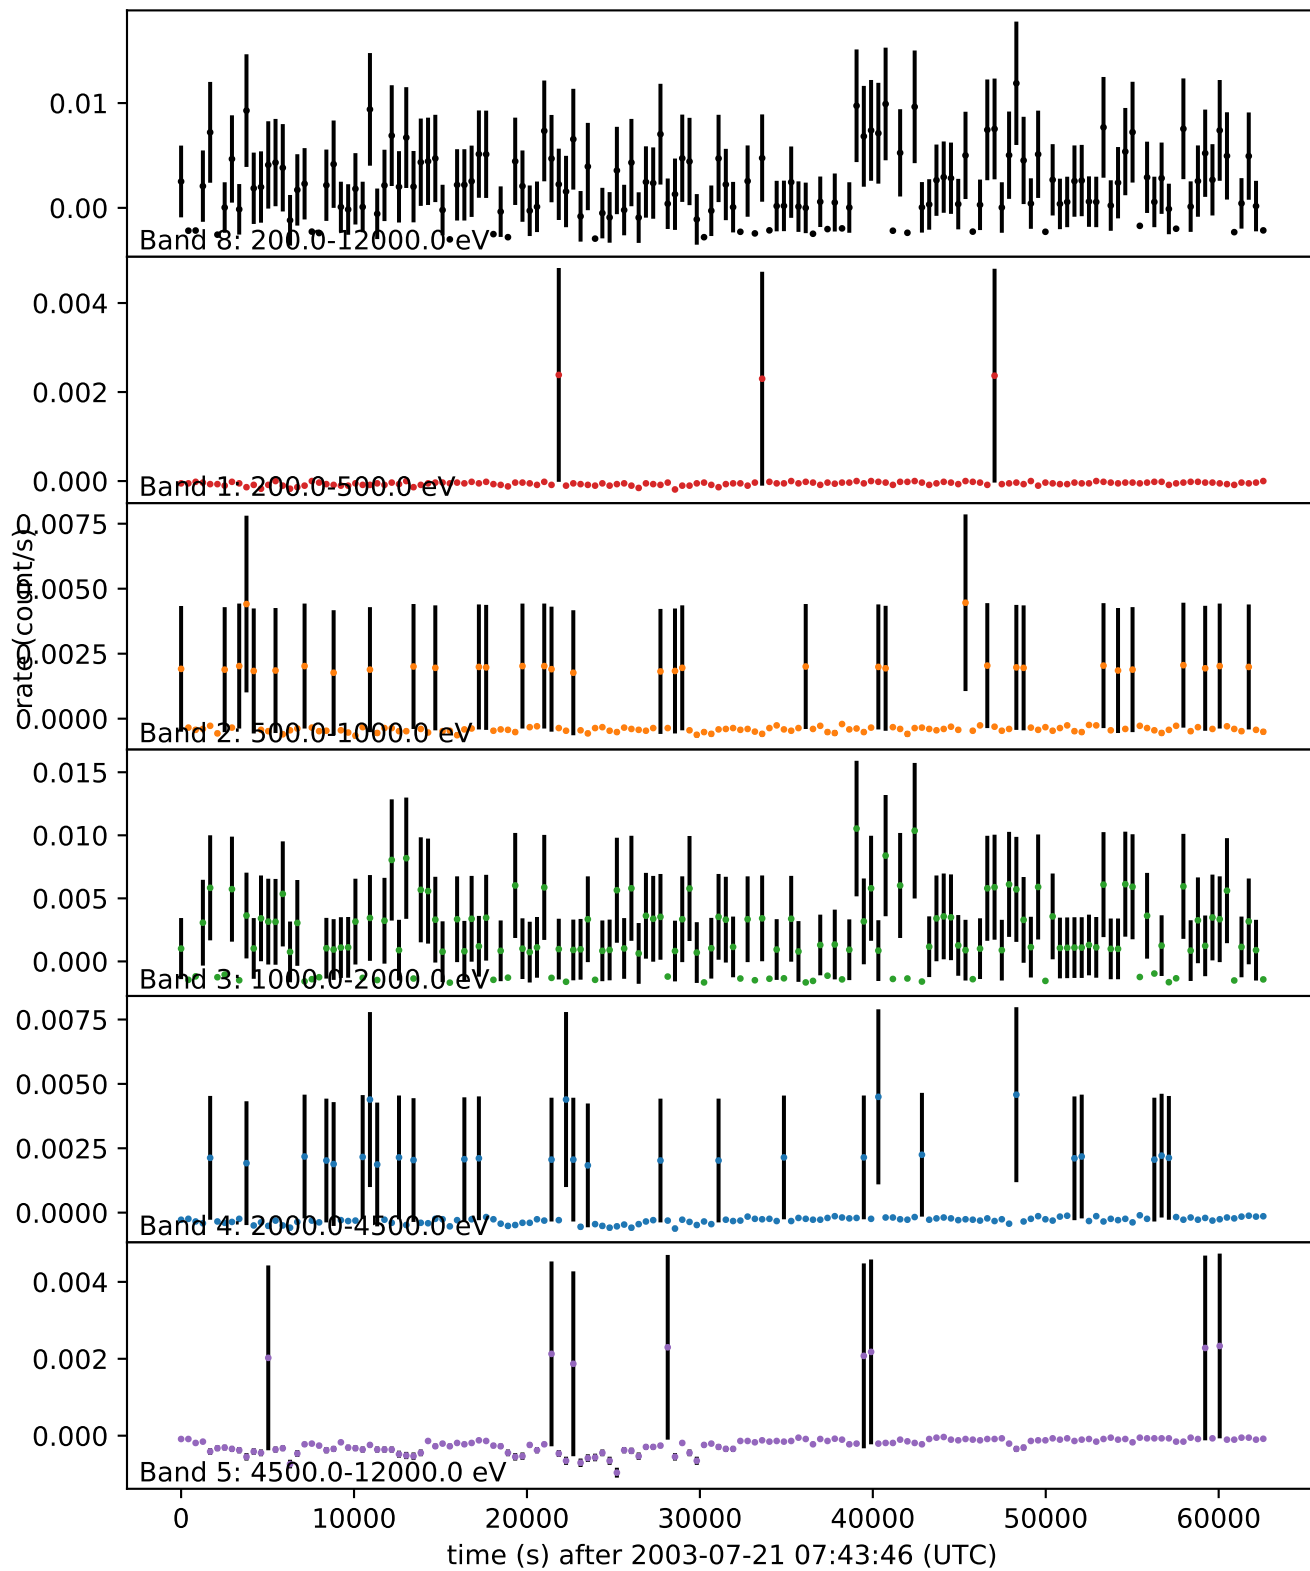 0.01
0.00
Band 8: 200.0-12000.0 eV
0.004
0.002
0.000
Band 1: 200.0-500.0 eV
orate (count/s)
0.0075
0.0050
0.0025
0.0000
Band 2: 500.0-1000.0 eV
0.015
0.010
0.005
0.000
Band 3: 1000.0-2000.0 eV
0.0075
0.0050
0.0025
0.0000
Band 4: 2000.0-4500.0 eV
0.004
0.002
0.000
Band 5: 4500.0-12000.0 eV
0 10000 20000 30000 40000 50000 60000
time (s) after 2003-07-21 07:43:46 (UTC)